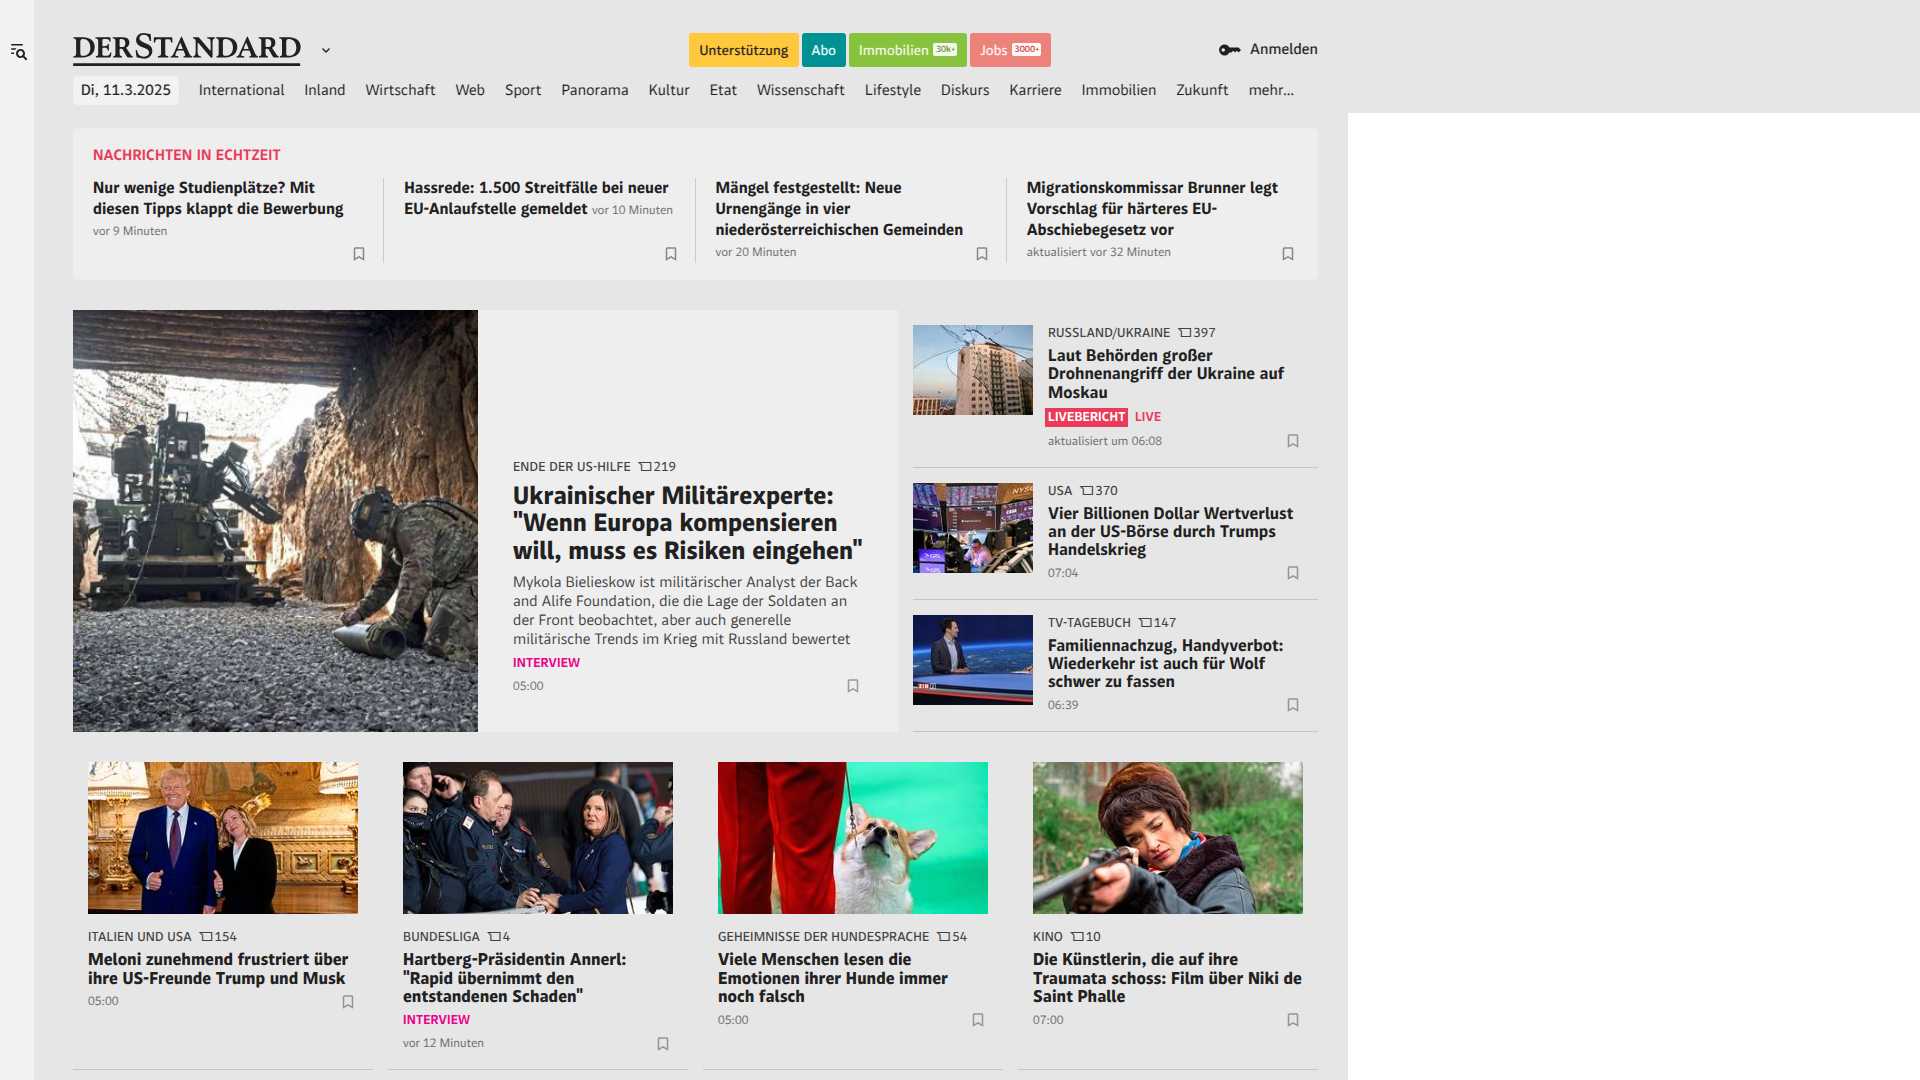 DERSTANDARD
Unterstützung
Abo
Immobilien 30k+
Jobs 3000+
Anmelden
Di, 11.3.2025
International
Inland
Wirtschaft
Web
Sport
Panorama
Kultur
Etat
Wissenschaft
Lifestyle
Diskurs
Karriere
Immobilien
Zukunft
mehr...
NACHRICHTEN IN ECHTZEIT
Nur wenige Studienplätze? Mit
diesen Tipps klappt die Bewerbung
vor 9 Minuten
Hassrede: 1.500 Streitfälle bei neuer
EU-Anlaufstelle gemeldet vor 10 Minuten
Mängel festgestellt: Neue
Urnengänge in vier
niederösterreichischen Gemeinden
vor 20 Minuten
Migrationskommissar Brunner legt
Vorschlag für härteres EU-
Abschiebegesetz vor
aktualisiert vor 32 Minuten
ENDE DER US-HILFE 219
Ukrainischer Militärexperte:
"Wenn Europa kompensieren
will, muss es Risiken eingehen"
Mykola Bielieskow ist militärischer Analyst der Back
and Alife Foundation, die die Lage der Soldaten an
der Front beobachtet, aber auch generelle
militärische Trends im Krieg mit Russland bewertet
INTERVIEW
05:00
RUSSLAND/UKRAINE 397
Laut Behörden großer
Drohnenangriff der Ukraine auf
Moskau
LIVEBERICHT LIVE
aktualisiert um 06:08
USA 370
Vier Billionen Dollar Wertverlust
an der US-Börse durch Trumps
Handelskrieg
07:04
TV-TAGEBUCH 147
Familiennachzug, Handyverbot:
Wiederkehr ist auch für Wolf
schwer zu fassen
06:39
ITALIEN UND USA 154
Meloni zunehmend frustriert über
ihre US-Freunde Trump und Musk
05:00
BUNDESLIGA 4
Hartberg-Präsidentin Annerl:
"Rapid übernimmt den
entstandenen Schaden"
INTERVIEW
vor 12 Minuten
GEHEIMNISSE DER HUNDESPRACHE 54
Viele Menschen lesen die
Emotionen ihrer Hunde immer
noch falsch
05:00
KINO 10
Die Künstlerin, die auf ihre
Traumata schoss: Film über Niki de
Saint Phalle
07:00